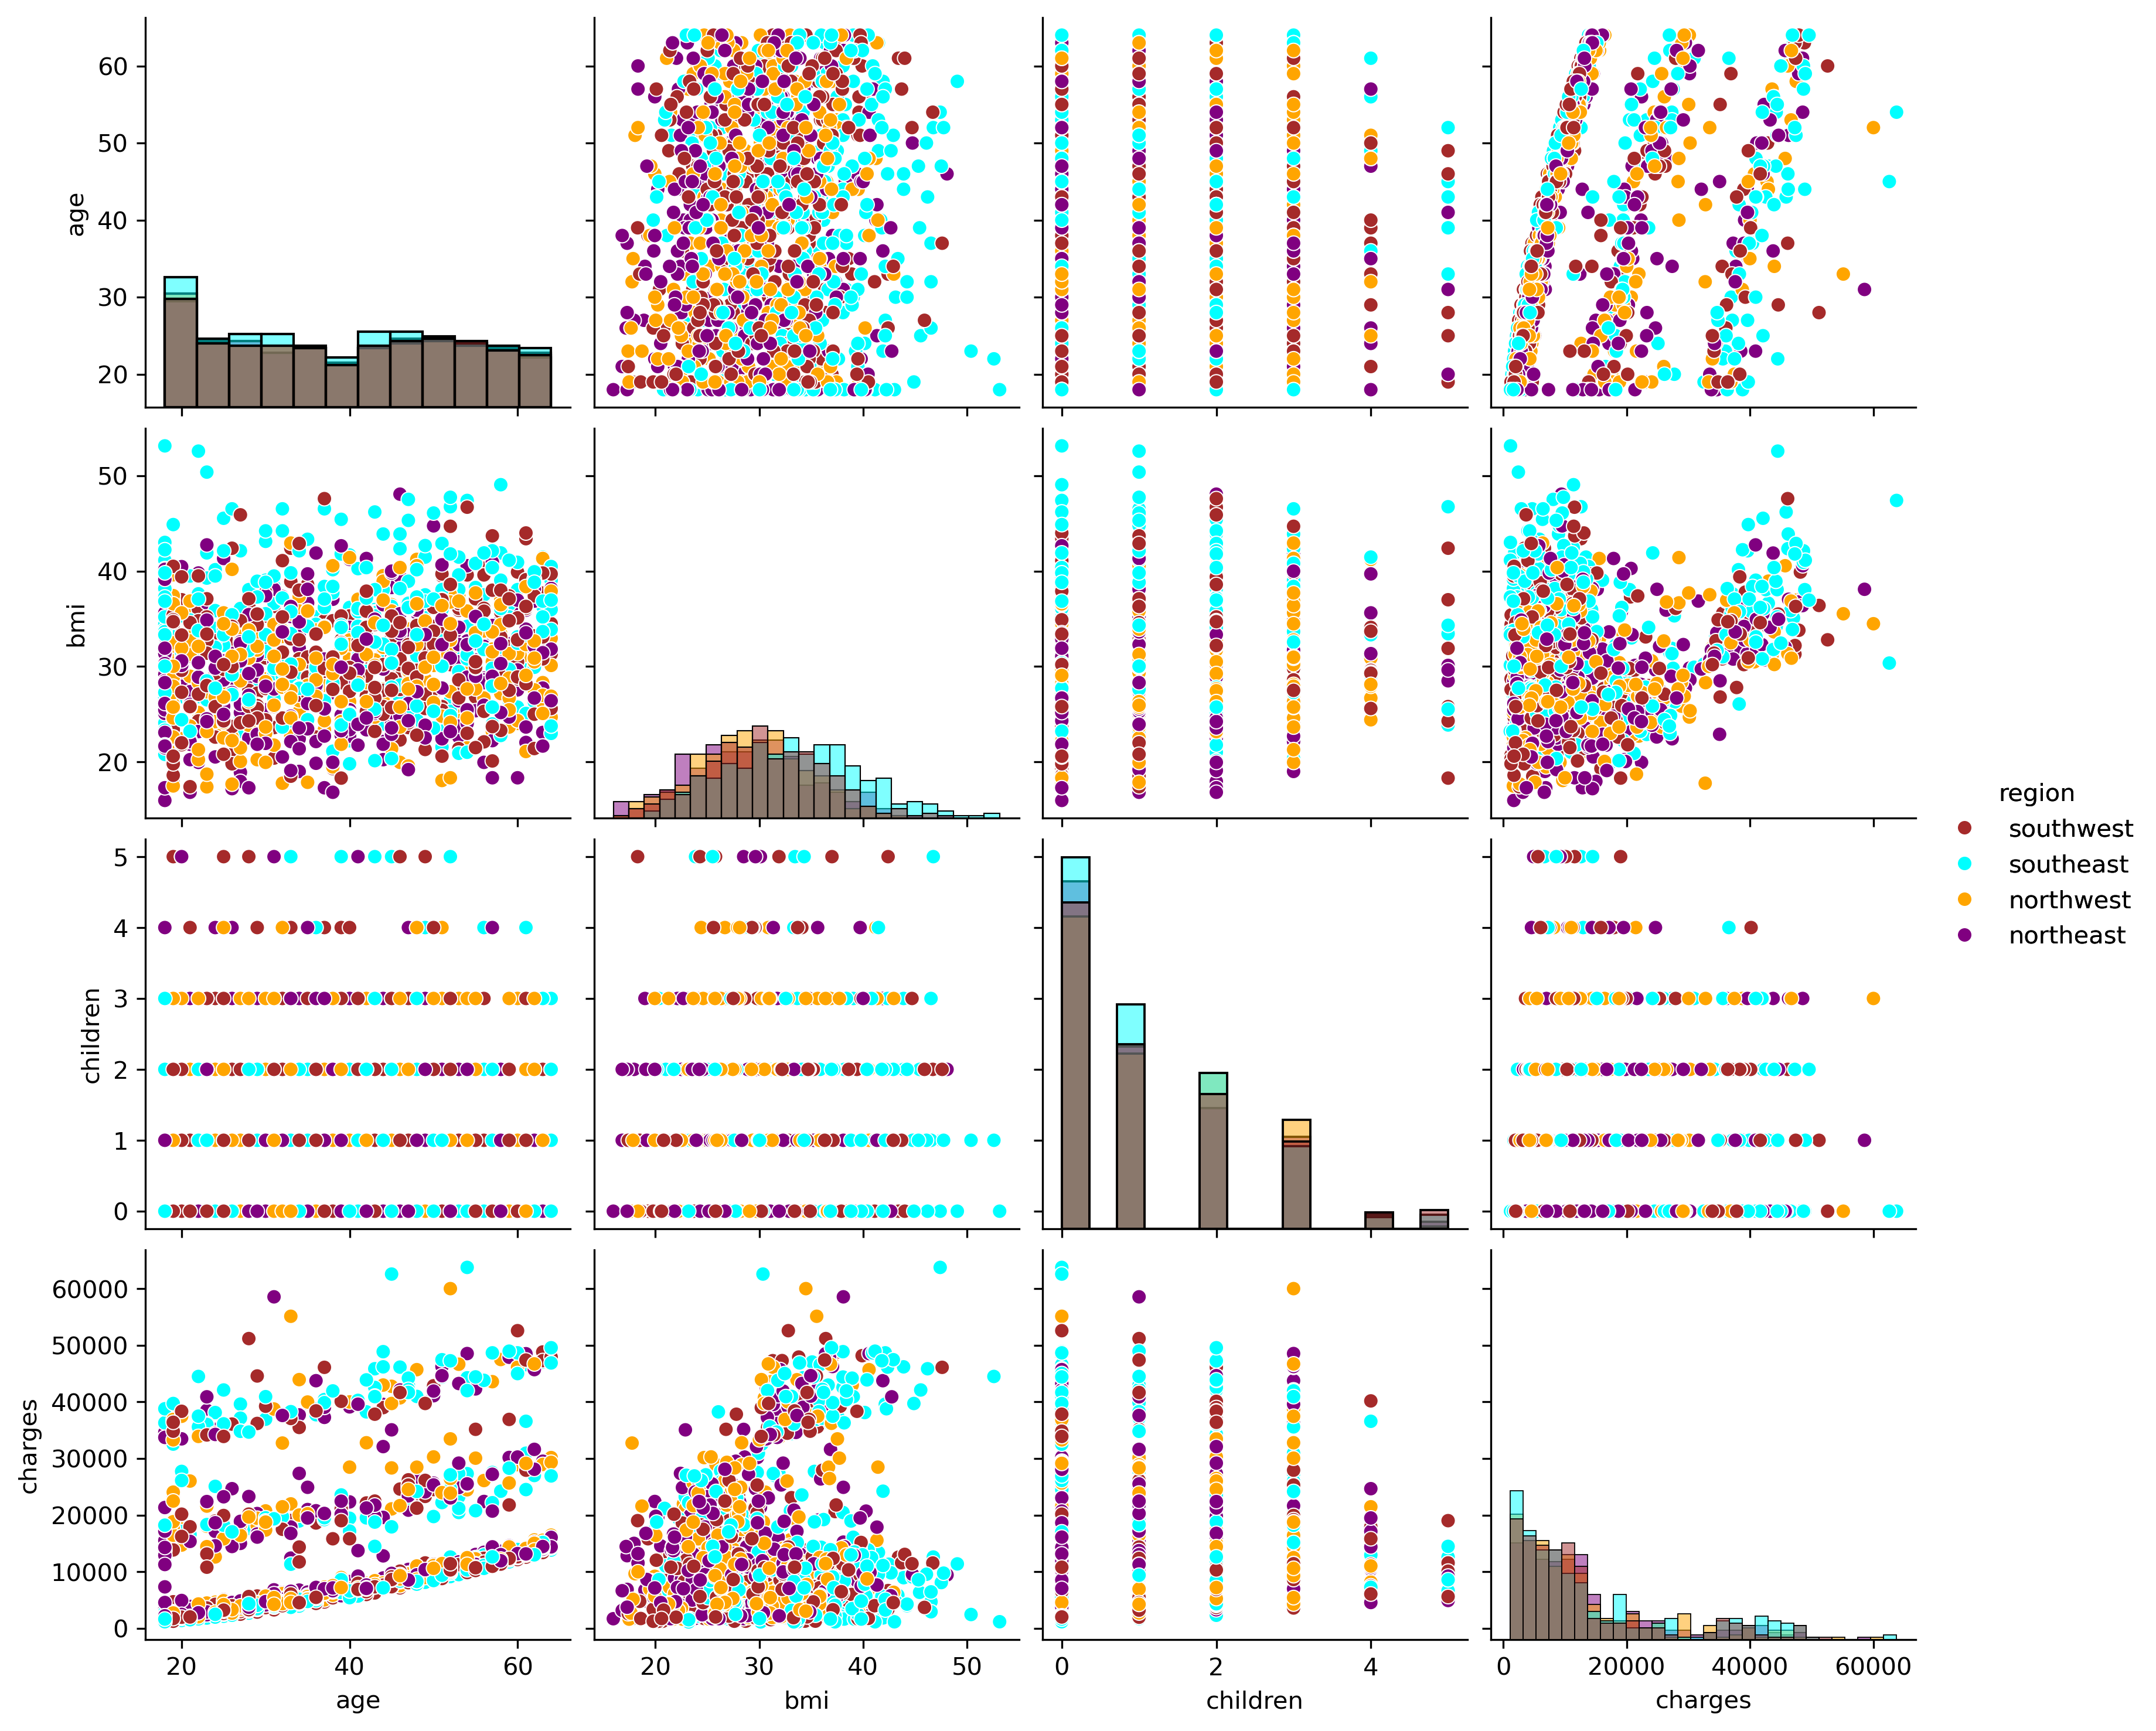 60
50
40
30
20
age
50
40
30
20
bmi
region
southwest
southeast
northwest
northeast
5
4
3
2
1
0
children
60000
50000
40000
30000
20000
10000
0
charges
20 40 60 20 30 40 50 0 2 4 0 20000 40000 60000
age bmi children charges